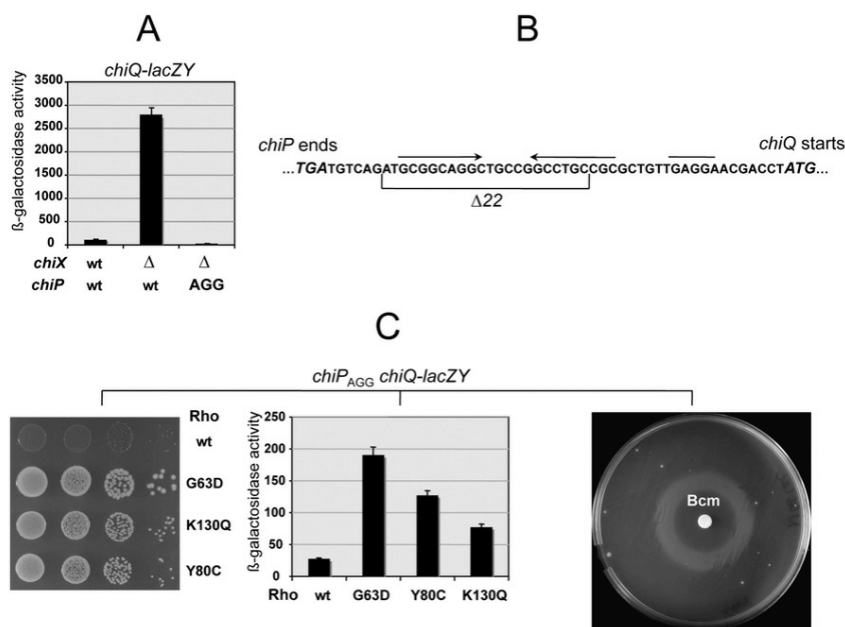 A
chiQ-lacZY
ß-galactosidase activity
3500
3000
2500
2000
1500
1000
500
0
chiX wt Δ Δ
chiP wt wt AGG
B
chiP ends
chiQ starts
...TGATGTCAGATGCGGCAGGCTGCCGGCCTGCCGCGCTGTTGAGGAACGACCTATG...
Δ22
C
chiPAGG chiQ-lacZY
Rho
wt
G63D
K130Q
Y80C
ß-galactosidase activity
250
200
150
100
50
0
Rho wt G63D Y80C K130Q
Bcm